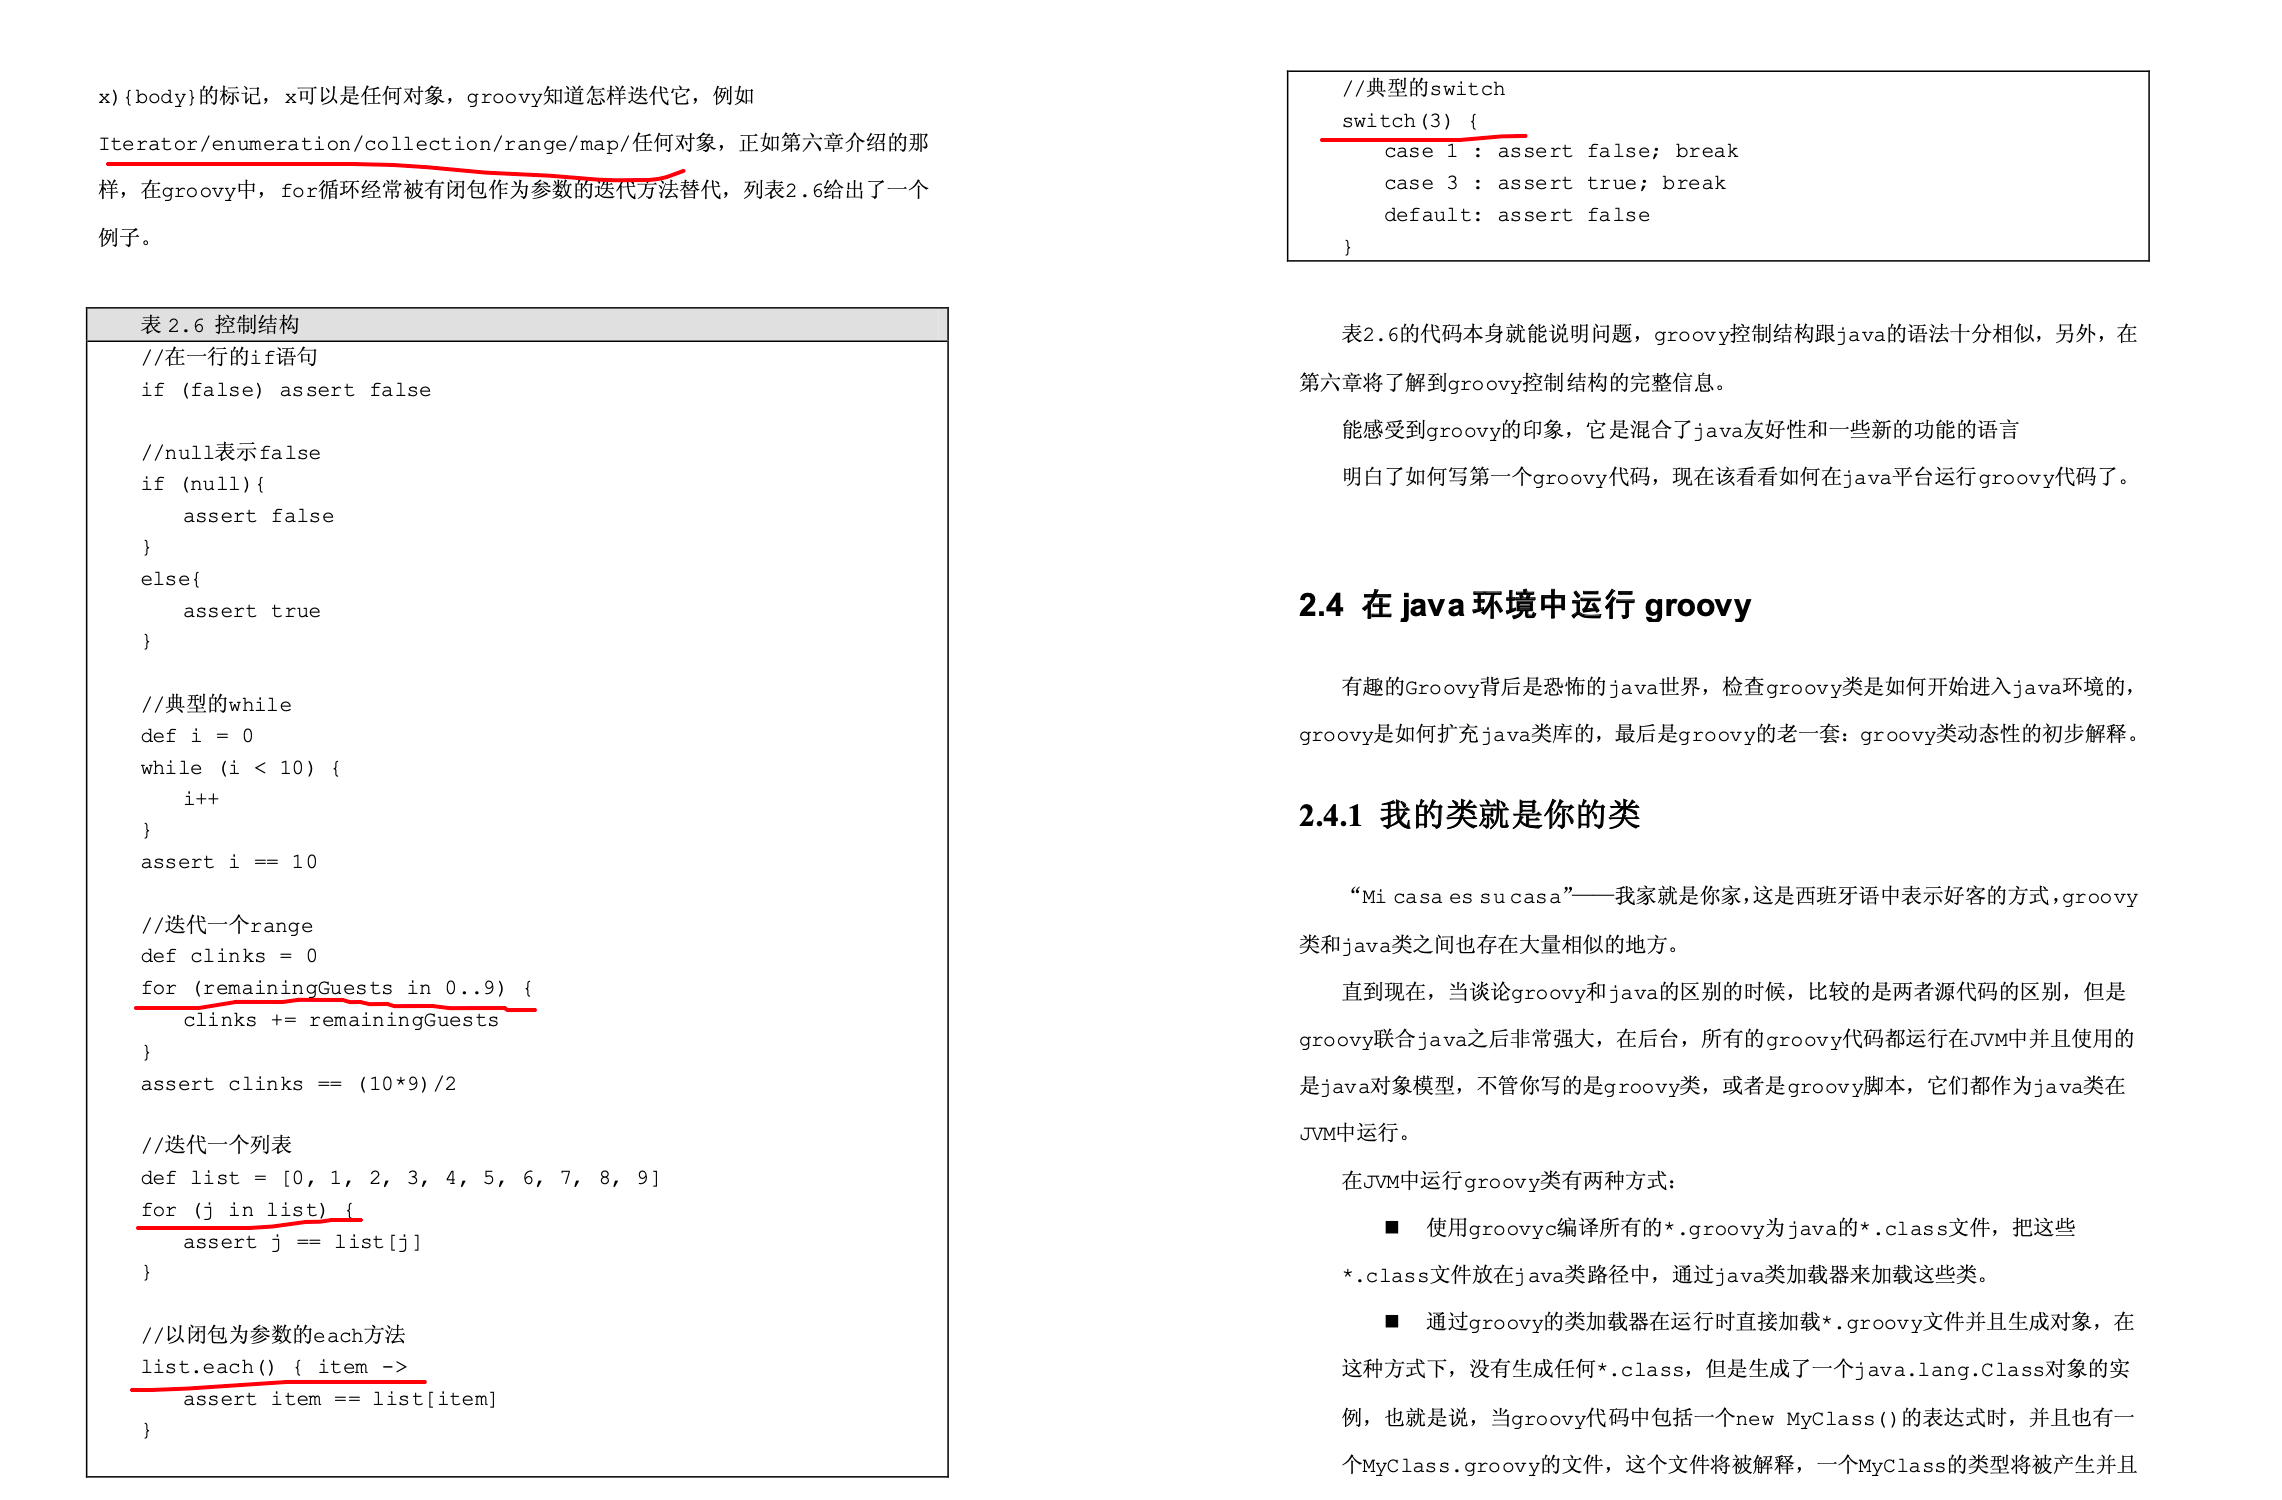 x){body}的标记，x可以是任何对象，groovy知道怎样迭代它，例如
Iterator/enumeration/collection/range/map/任何对象，正如第六章介绍的那
样，在groovy中，for循环经常被有闭包作为参数的迭代方法替代，列表2.6给出了一个
例子。
表 2.6 控制结构
//在一行的if语句
if (false) assert false
//null表示false
if (null){
assert false
}
else{
assert true
}
//典型的while
def i = 0
while (i < 10) {
i++
}
assert i == 10
//迭代一个range
def clinks = 0
for (remainingGuests in 0..9) {
clinks += remainingGuests
}
assert clinks == (10*9)/2
//迭代一个列表
def list = [0, 1, 2, 3, 4, 5, 6, 7, 8, 9]
for (j in list) {
assert j == list[j]
}
//以闭包为参数的each方法
list.each() { item ->
assert item == list[item]
}
//典型的switch
switch(3) {
case 1 : assert false; break
case 3 : assert true; break
default: assert false
}
表2.6的代码本身就能说明问题，groovy控制结构跟java的语法十分相似，另外，在
第六章将了解到groovy控制结构的完整信息。
能感受到groovy的印象，它是混合了java友好性和一些新的功能的语言
明白了如何写第一个groovy代码，现在该看看如何在java平台运行groovy代码了。
2.4 在 java 环境中运行 groovy
有趣的Groovy背后是恐怖的java世界，检查groovy类是如何开始进入java环境的，
groovy是如何扩充java类库的，最后是groovy的老一套：groovy类动态性的初步解释。
2.4.1 我的类就是你的类
“Mi casa es su casa”——我家就是你家，这是西班牙语中表示好客的方式，groovy
类和java类之间也存在大量相似的地方。
直到现在，当谈论groovy和java的区别的时候，比较的是两者源代码的区别，但是
groovy联合java之后非常强大，在后台，所有的groovy代码都运行在JVM中并且使用的
是java对象模型，不管你写的是groovy类，或者是groovy脚本，它们都作为java类在
JVM中运行。
在JVM中运行groovy类有两种方式：
■ 使用groovyc编译所有的*.groovy为java的*.class文件，把这些
*.class文件放在java类路径中，通过java类加载器来加载这些类。
■ 通过groovy的类加载器在运行时直接加载*.groovy文件并且生成对象，在
这种方式下，没有生成任何*.class，但是生成了一个java.lang.Class对象的实
例，也就是说，当groovy代码中包括一个new MyClass()的表达式时，并且也有一
个MyClass.groovy的文件，这个文件将被解释，一个MyClass的类型将被产生并且